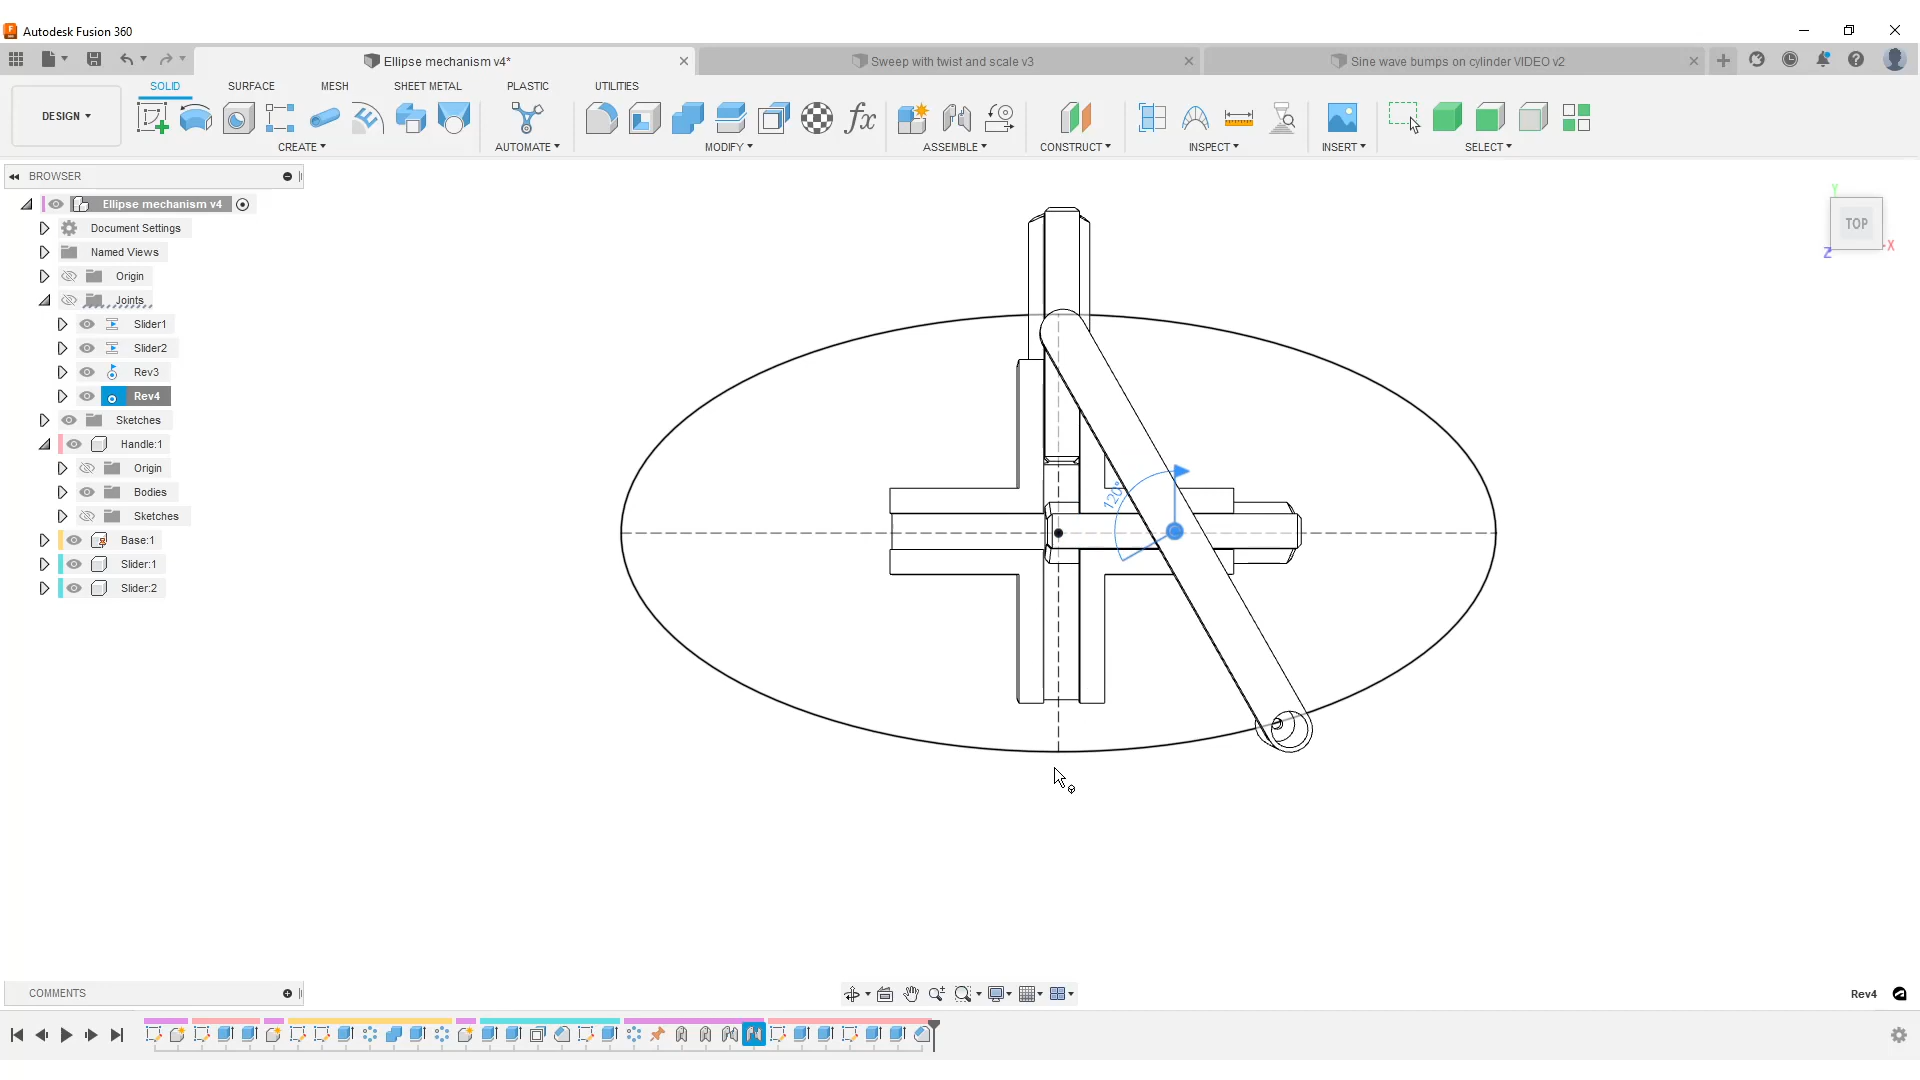 Autodesk Fusion 360
Ellipse mechanism v4*
Sweep with twist and scale v3
Sine wave bumps on cylinder VIDEO v2
DESIGN
SOLID
SURFACE
MESH
SHEET METAL
PLASTIC
UTILITIES
fx
CREATE
AUTOMATE
MODIFY
ASSEMBLE
CONSTRUCT
INSPECT
INSERT
SELECT
BROWSER
Ellipse mechanism v4
Document Settings
Named Views
Origin
Joints
Slider1
Slider2
Rev3
Rev4
Sketches
Handle:1
Origin
Bodies
Sketches
Base:1
Slider:1
Slider:2
120°
Y
TOP
X
Z
COMMENTS
Rev4